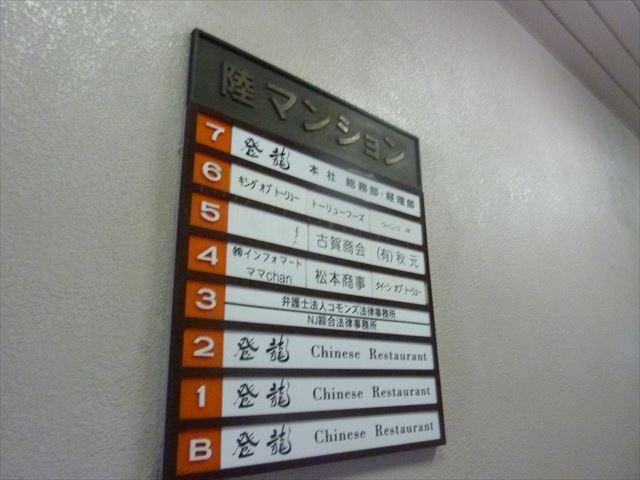 陸マンション
7 登龍 本社 総務部・経理部
6 キング オブ トーリュー トーリューフーズ
5 古賀商会 (有)秋元
4 ㈱インフォマート ママchan 松本商事 クイーン オブ トーリュー
3 弁護士法人コモンズ法律事務所
NJ綜合法律事務所
2 登龍 Chinese Restaurant
1 登龍 Chinese Restaurant
B 登龍 Chinese Restaurant